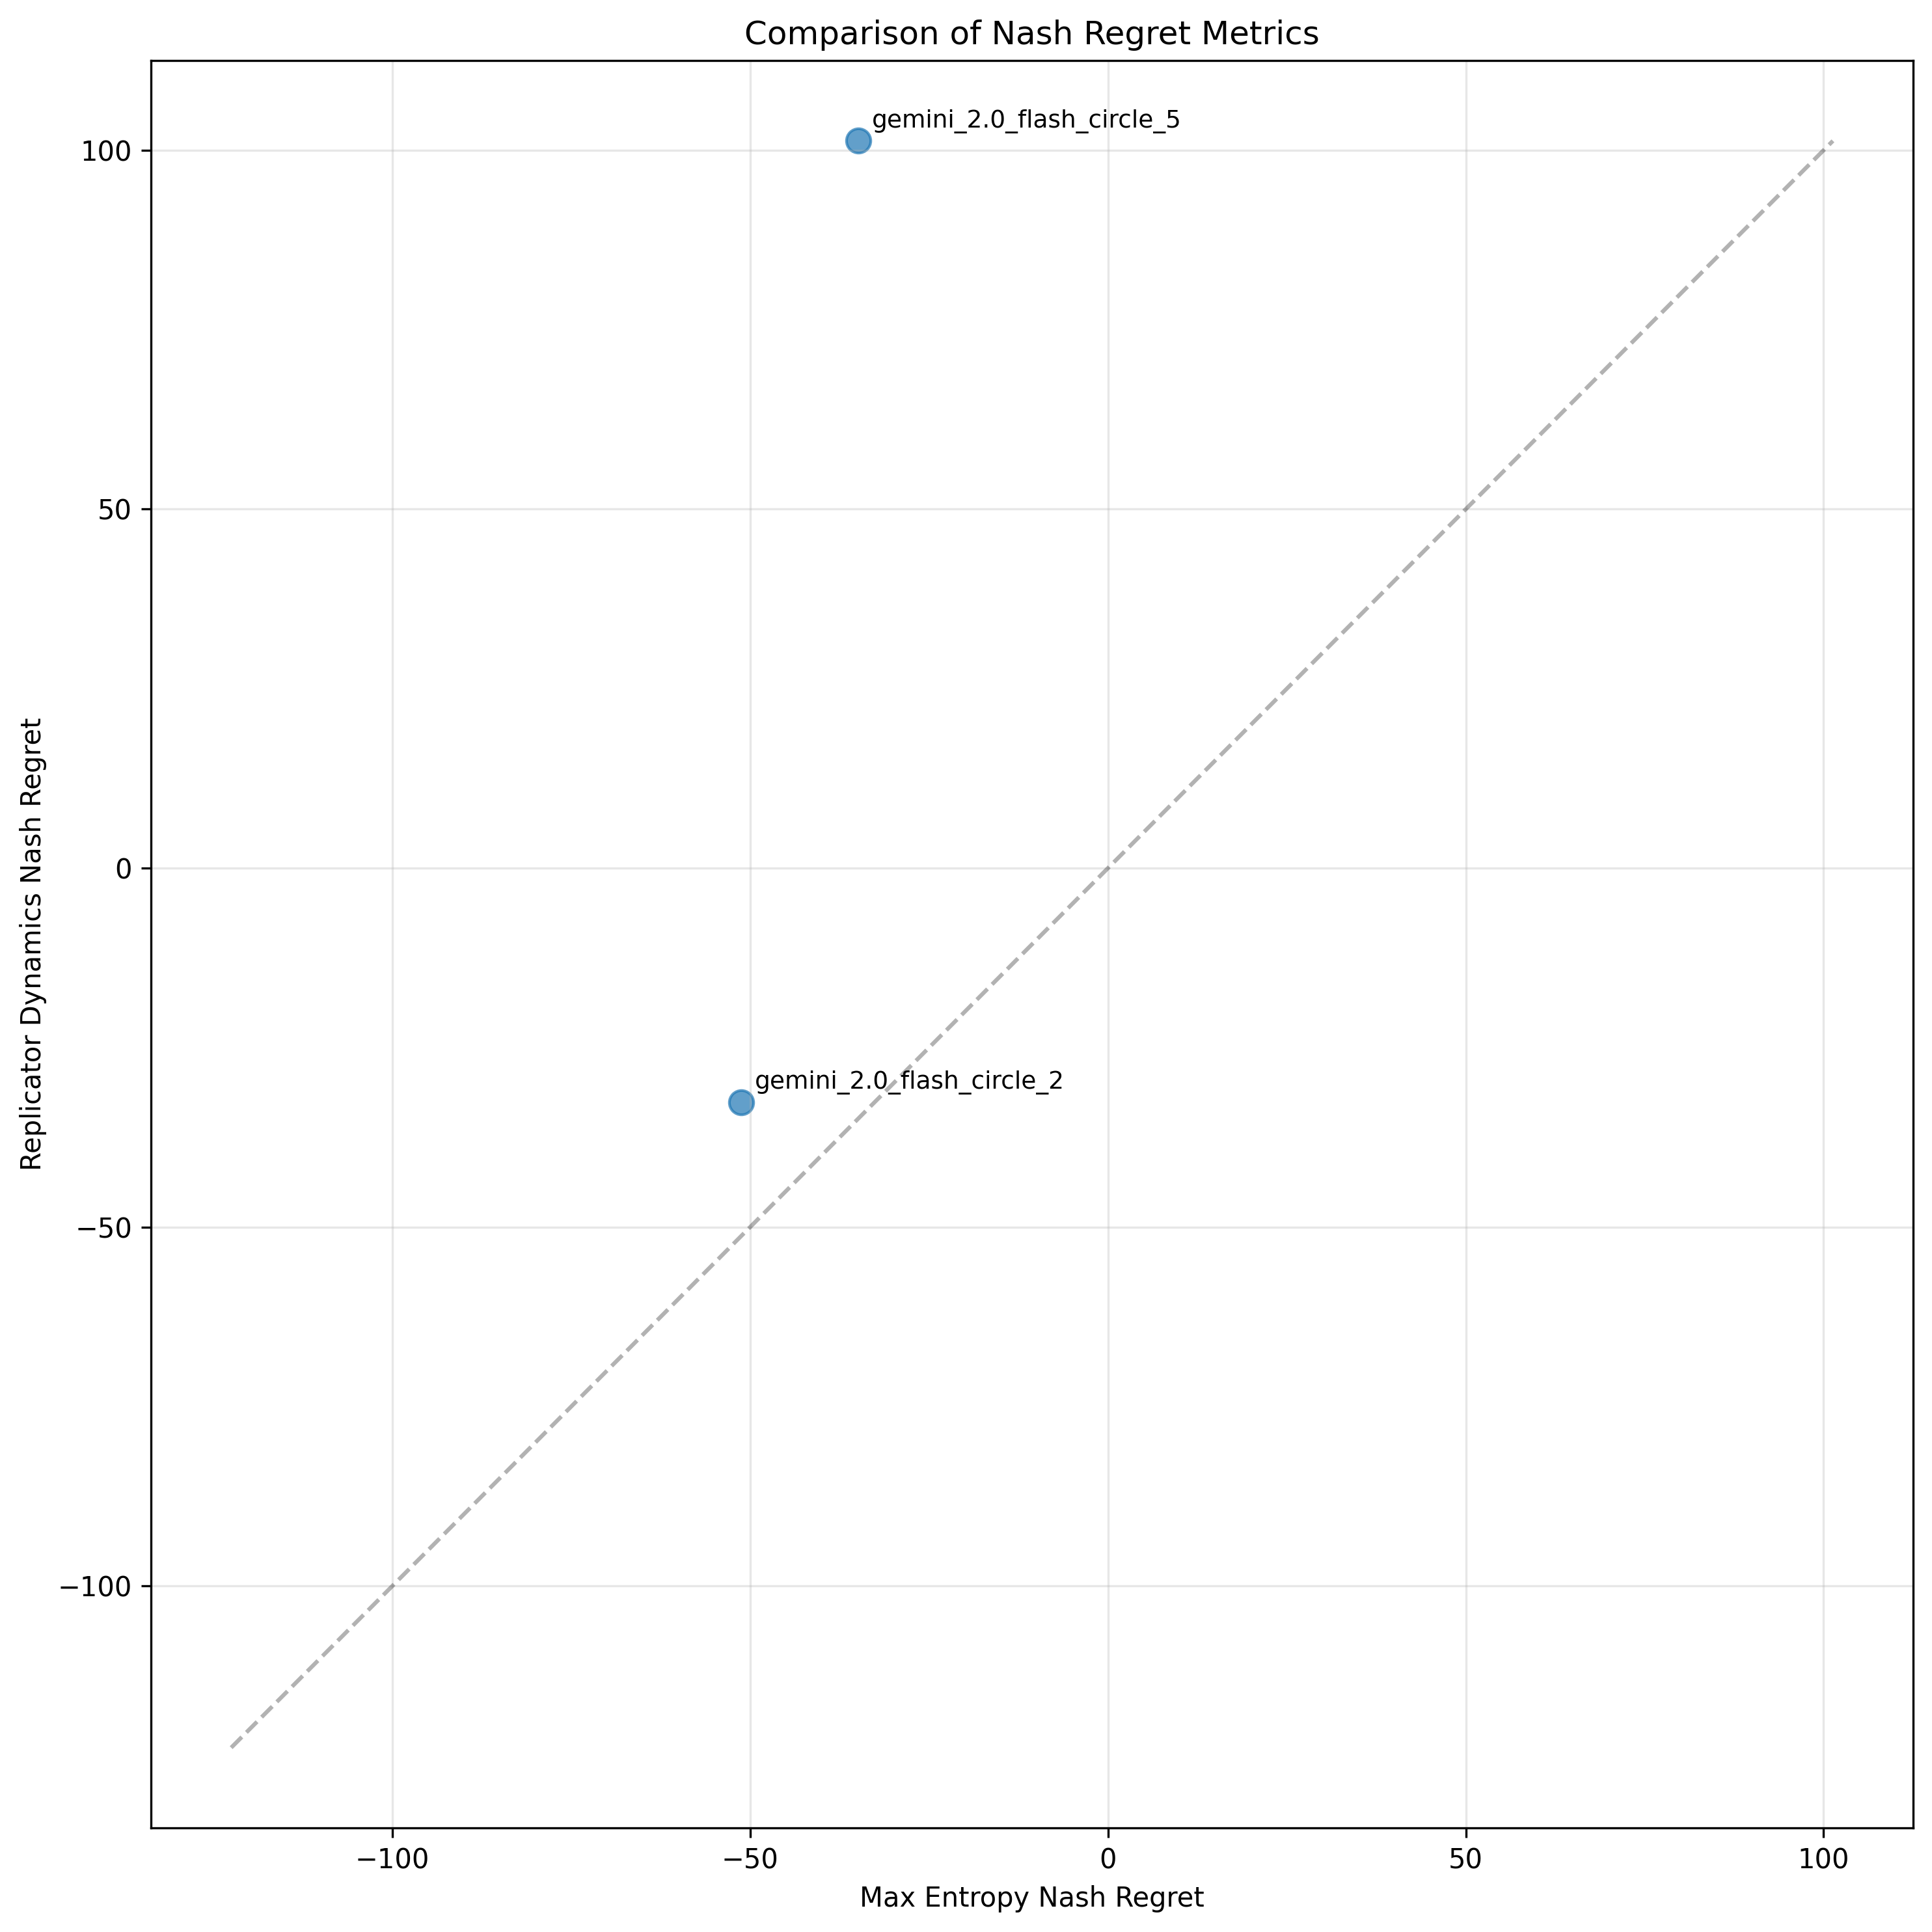 Comparison of Nash Regret Metrics
gemini_2.0_flash_circle_5
gemini_2.0_flash_circle_2
100
50
0
−50
−100
Replicator Dynamics Nash Regret
−100
−50
0
50
100
Max Entropy Nash Regret